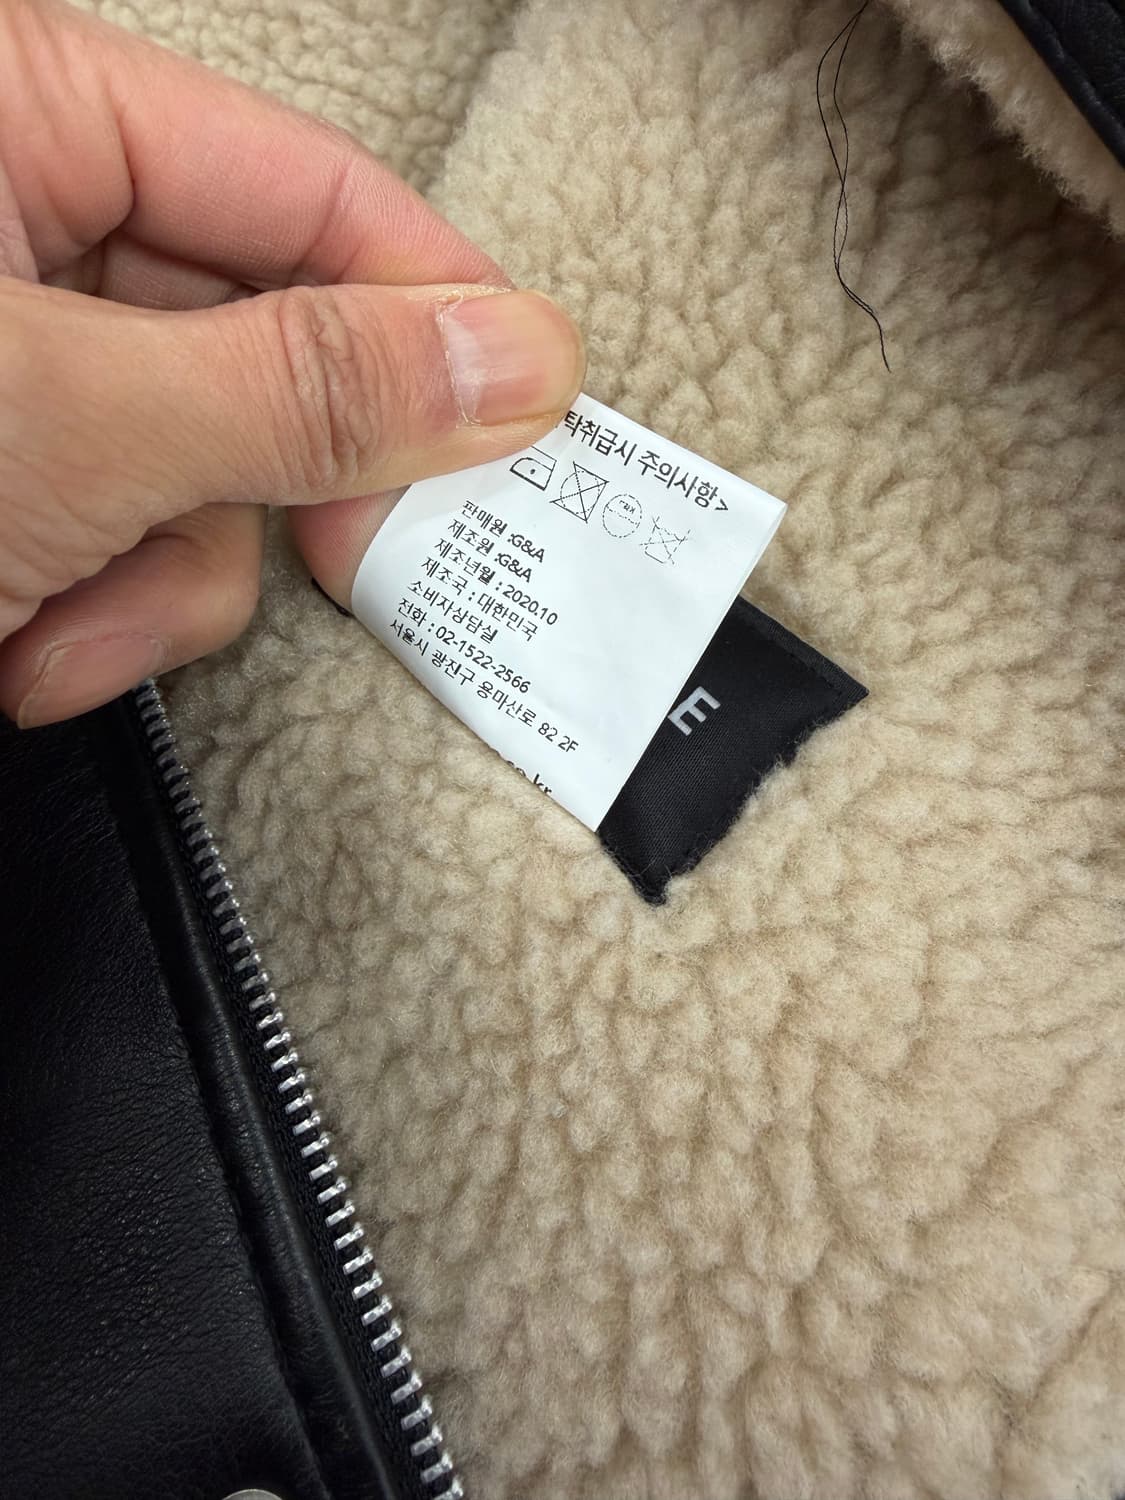 탁취급시 주의사항>
판매원 :G&A
제조원 :G&A
제조년월 : 2020.10
제조국 : 대한민국
소비자상담실
전화 : 02-1522-2566
서울시 광진구 용마산로 82 2F
.kr
E